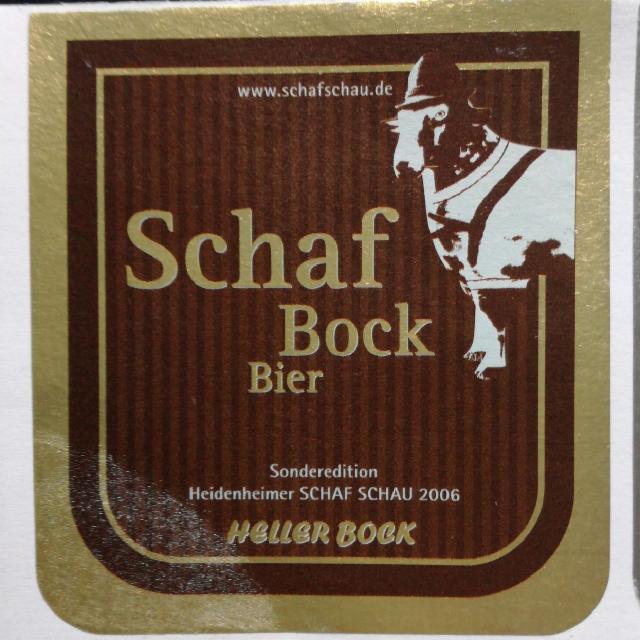 www.schafschau.de
Schaf
Bock
Bier
Sonderedition
Heidenheimer SCHAF SCHAU 2006
HELLER BOCK